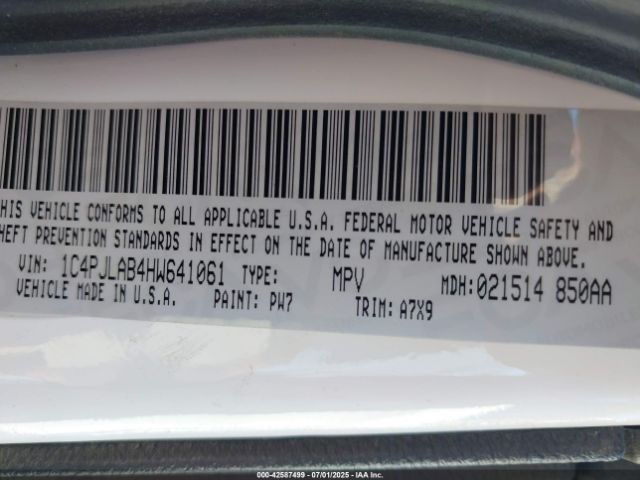 HIS VEHICLE CONFORMS TO ALL APPLICABLE U.S.A. FEDERAL MOTOR VEHICLE SAFETY AND
HEFT PREVENTION STANDARDS IN EFFECT ON THE DATE OF MANUFACTURE SHOWN ABOVE.
VIN: 1C4PJLAB4HW641061 TYPE: MPV MDH:021514 850AA
VEHICLE MADE IN U.S.A. PAINT: PW7 TRIM: A7X9
000-42587499 - 07/01/2025 - IAAI.com